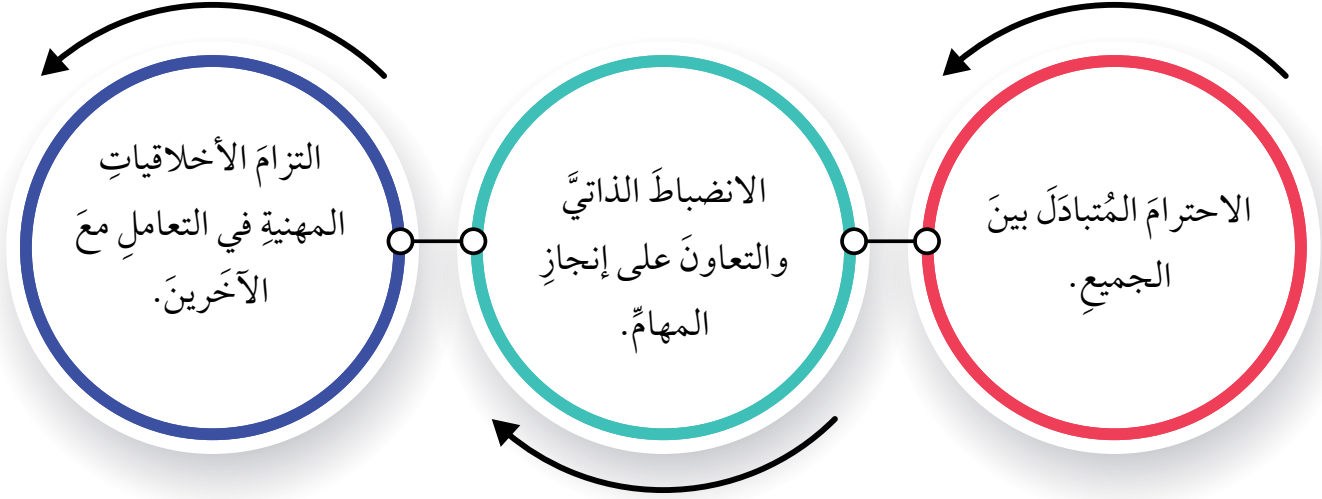 الاحترامَ المُتبادَلَ بينَ
الجميعِ.
الانضباطَ الذاتيَّ
والتعاونَ على إنجازِ
المهامِّ.
التزامَ الأخلاقياتِ
المهنيةِ في التعاملِ معَ
الآخَرينَ.